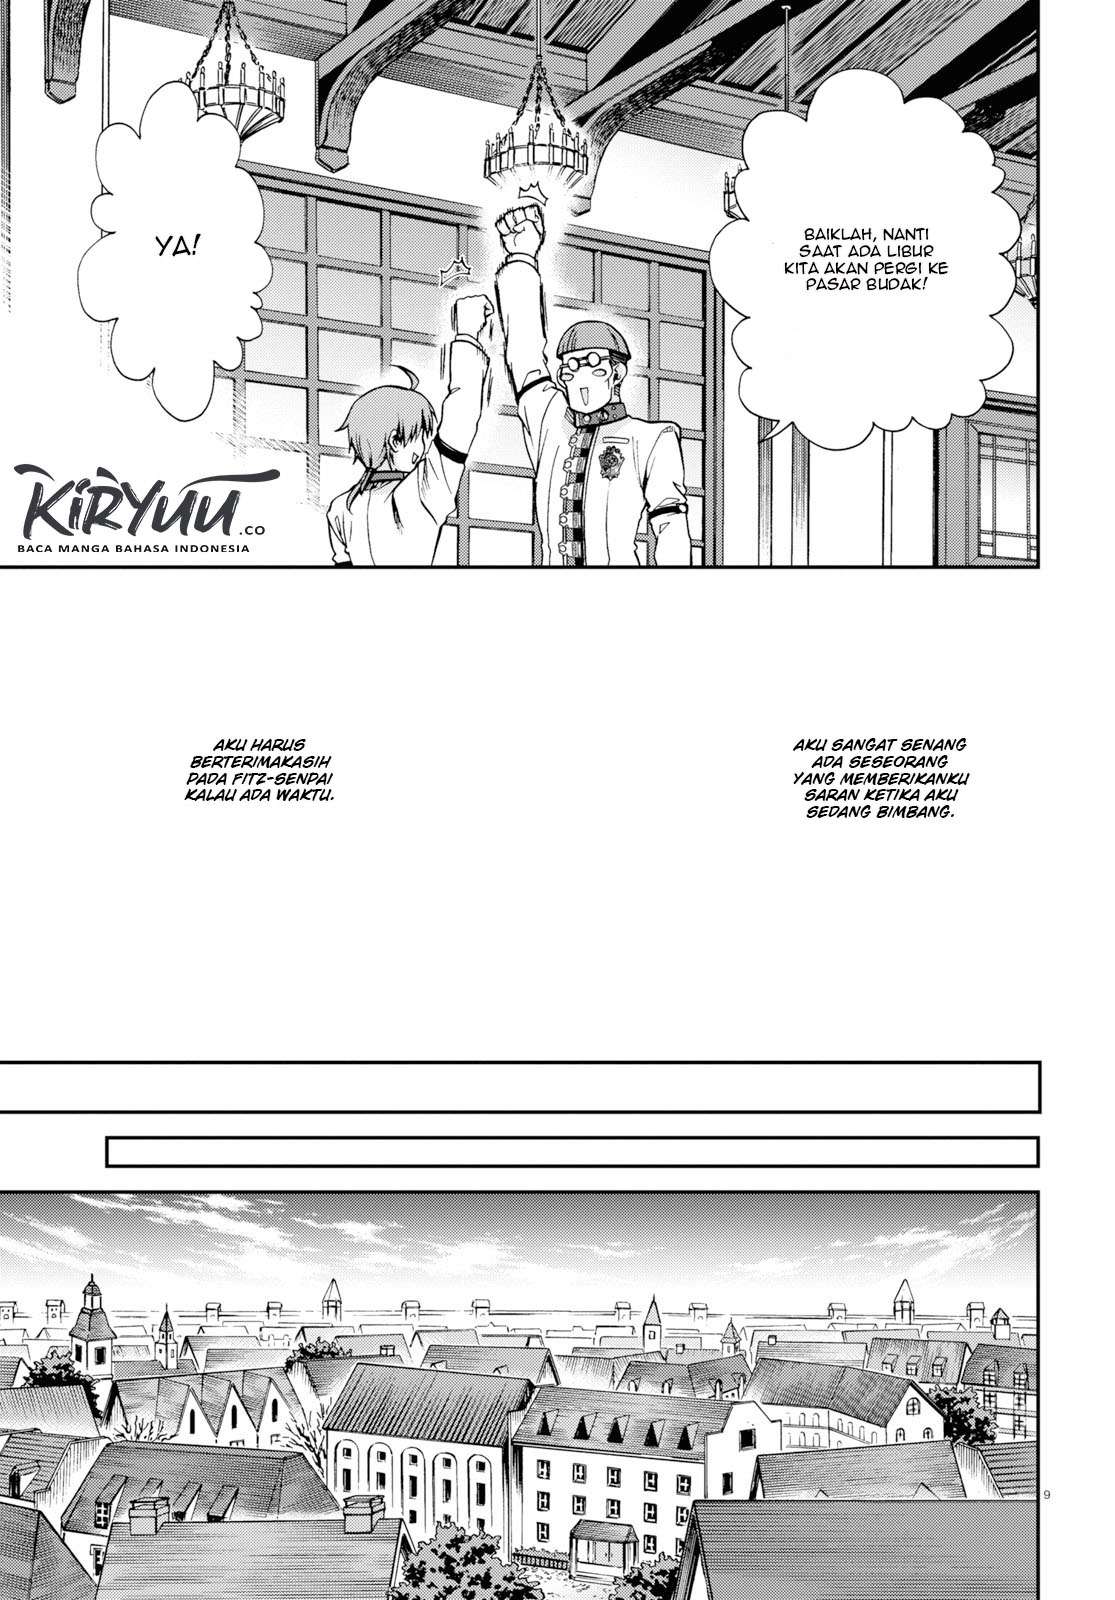 BAIKLAH, NANTI
SAAT ADA LIBUR
KITA AKAN PERGI KE
PASAR BUDAK!
YA!
KIRYUU.CO
BACA MANGA BAHASA INDONESIA
AKU SANGAT SENANG
ADA SESEORANG
YANG MEMBERIKANKU
SARAN KETIKA AKU
SEDANG BIMBANG.
AKU HARUS
BERTERIMAKASIH
PADA FITZ-SENPAI
KALAU ADA WAKTU.
9